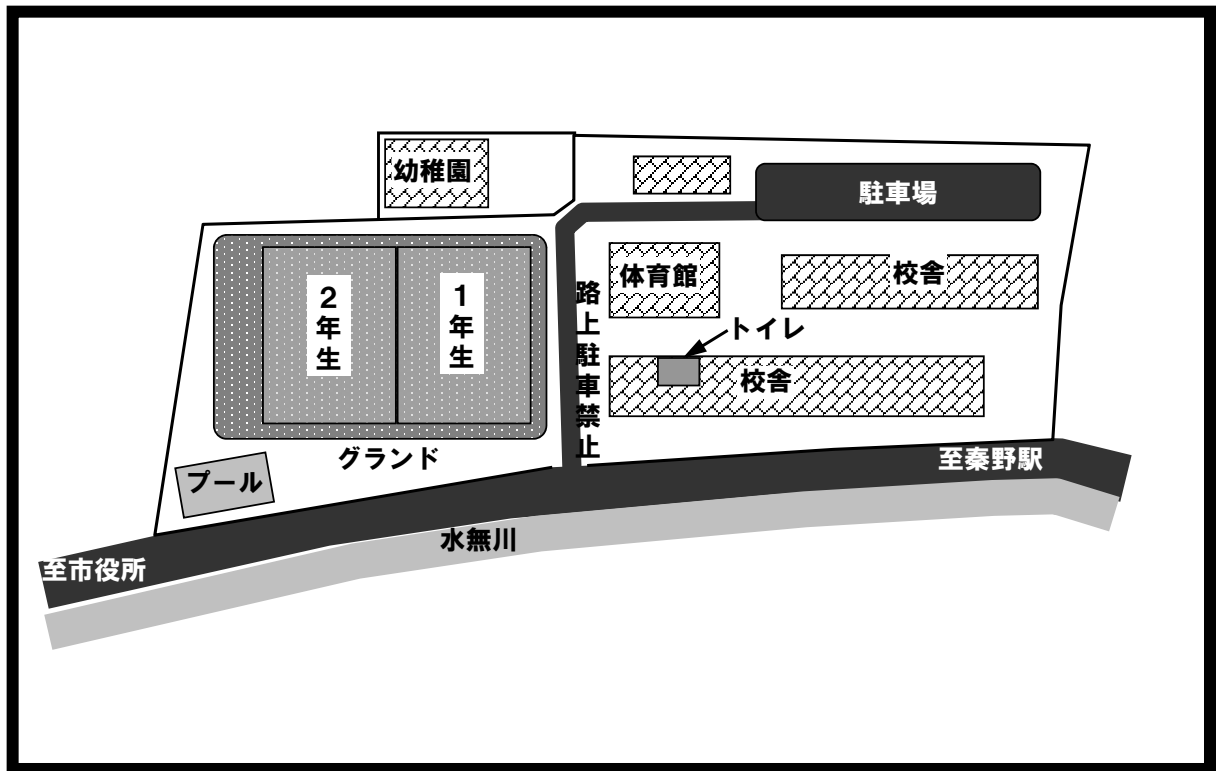 幼稚園
駐車場
体育館
校舎
2年生
1年生
路上駐車禁止
トイレ
校舎
グランド
至秦野駅
プール
水無川
至市役所